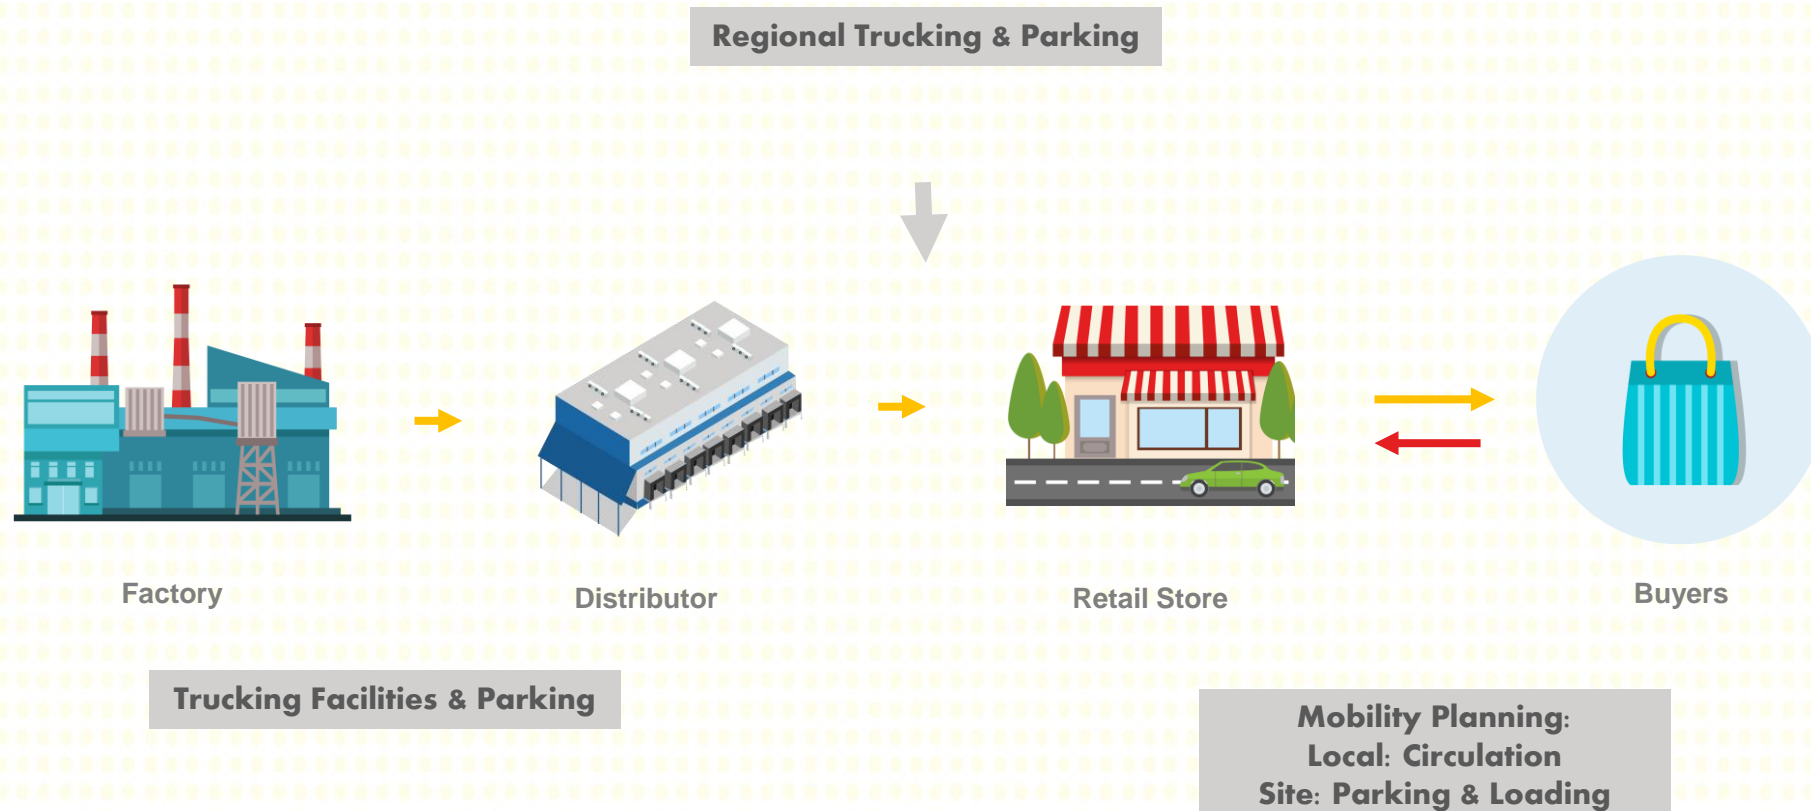 Regional Trucking & Parking
Factory
Distributor
Retail Store
Buyers
Trucking Facilities & Parking
Mobility Planning:
Local: Circulation
Site: Parking & Loading